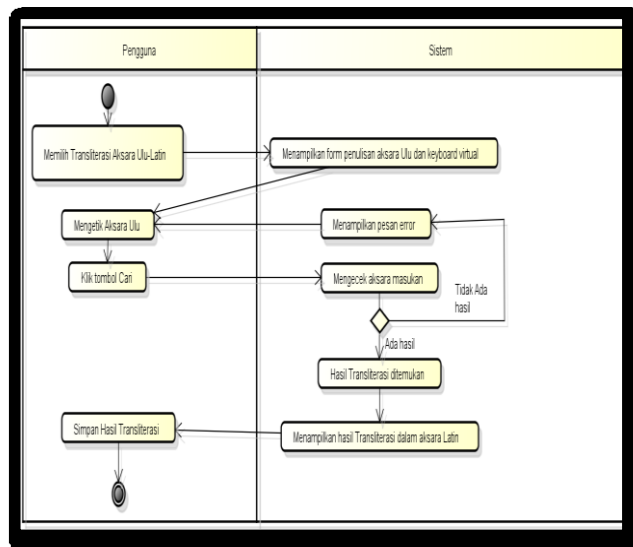 Pengguna
Sistem
Memilih Transliterasi Aksara Ulu-Latin
Menampilkan form penulisan aksara Ulu dan keyboard virtual
Mengetik Aksara Ulu
Menampilkan pesan error
Klik tombol Cari
Mengecek aksara masukan
Tidak Ada
hasil
Ada hasil
Hasil Transliterasi ditemukan
Simpan Hasil Transliterasi
Menampilkan hasil Transliterasi dalam aksara Latin